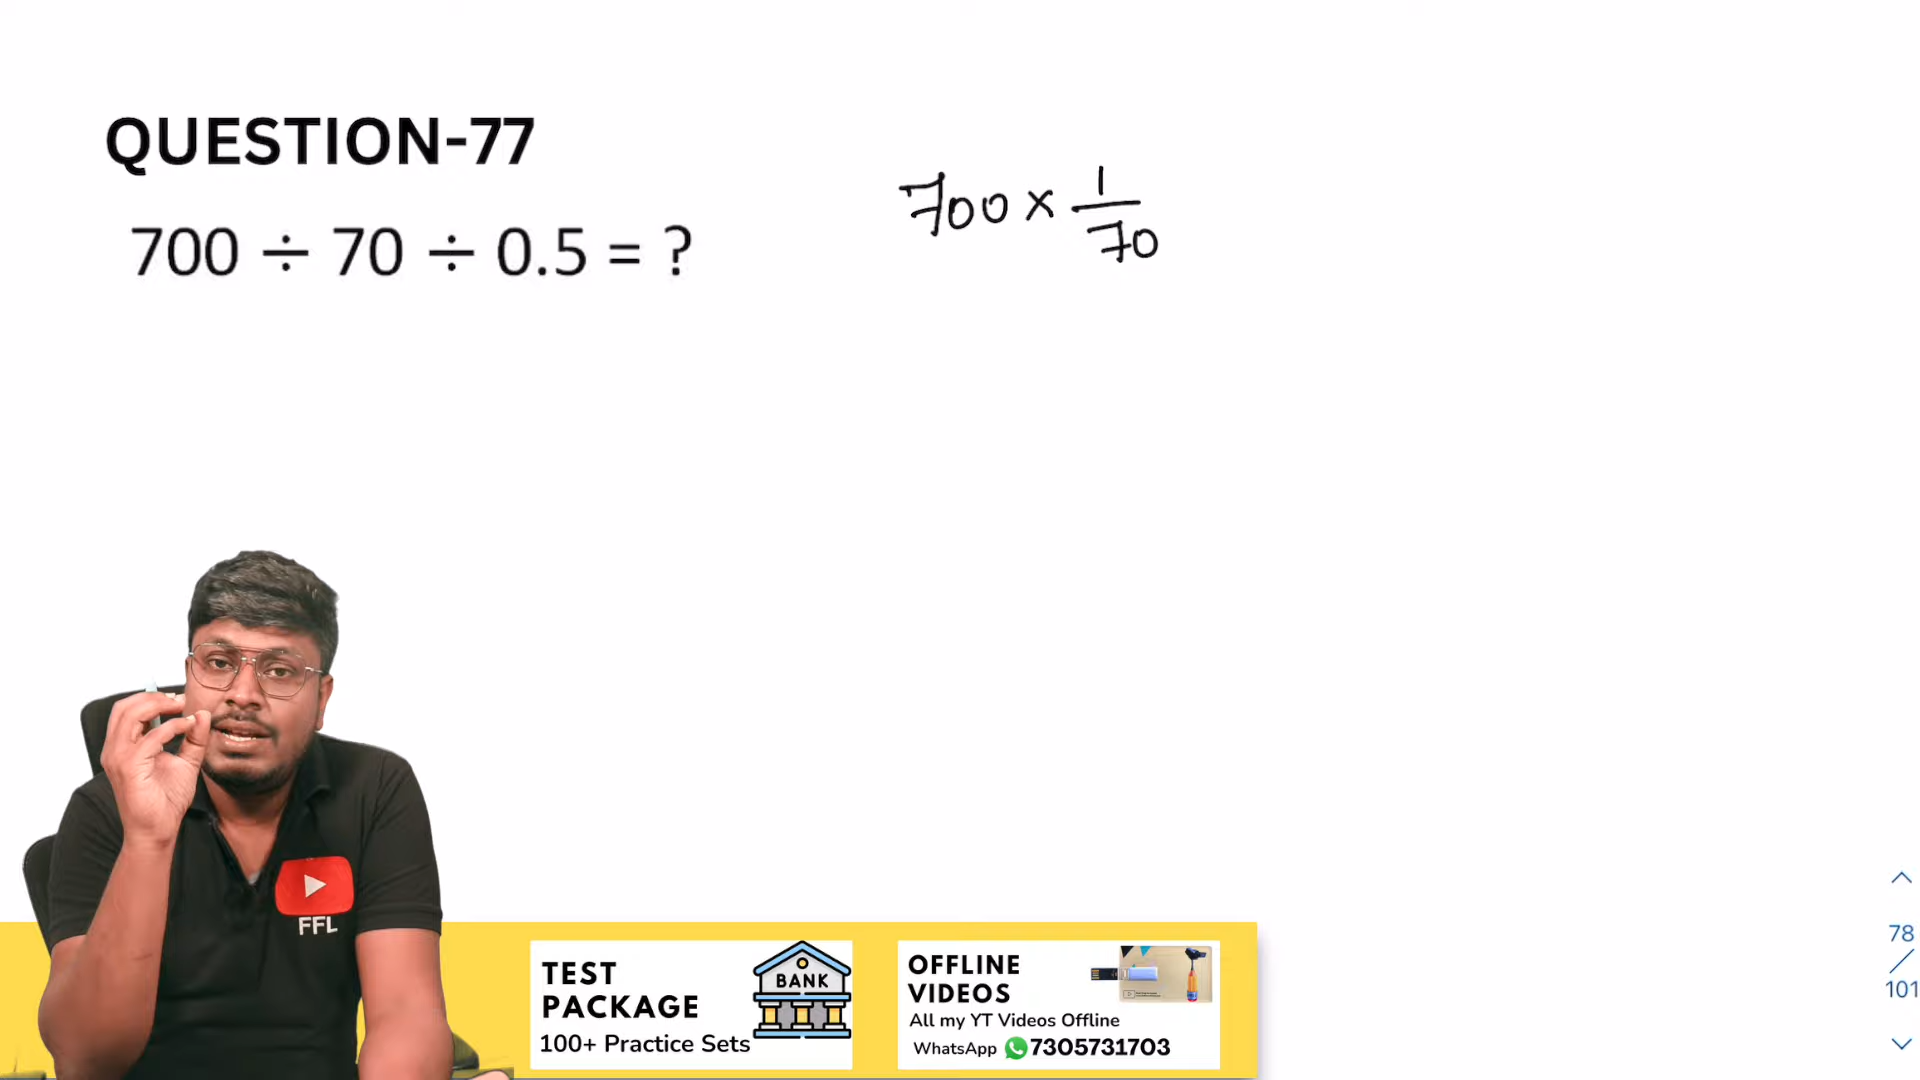 QUESTION-77
700 ÷ 70 ÷ 0.5 = ?
700 × 1/70
FFL
TEST
PACKAGE
100+ Practice Sets
BANK
OFFLINE
VIDEOS
All my YT Videos Offline
WhatsApp 7305731703
78
/
101